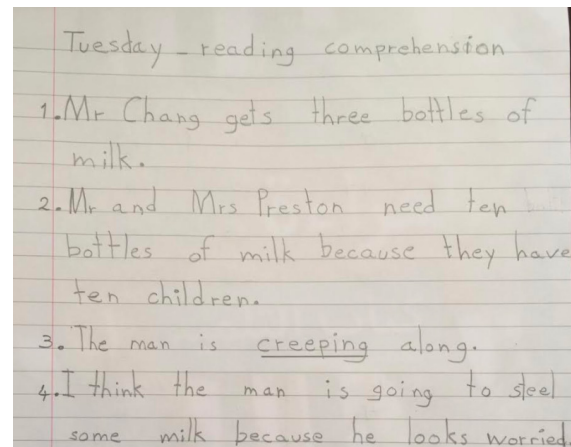 Tuesday - reading comprehension
1. Mr Chang gets three bottles of
milk.
2. Mr and Mrs Preston need ten
bottles of milk because they have
ten children.
3. The man is creeping along.
4. I think the man is going to steel
some milk because he looks worried